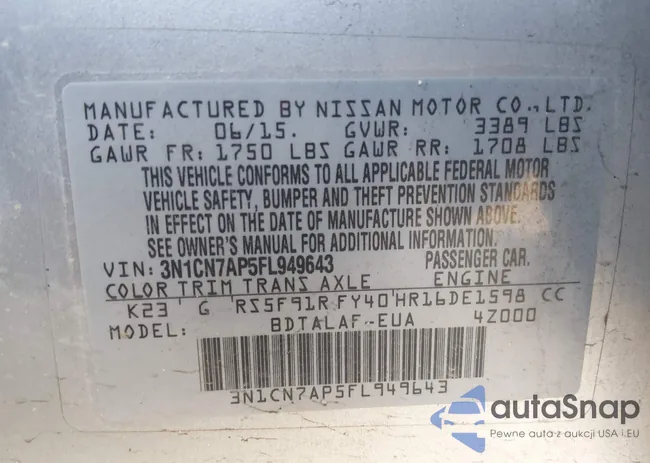 MANUFACTURED BY NISSAN MOTOR CO., LTD.
DATE: 06/15. GVWR: 3389 LBS
GAWR FR: 1750 LBS GAWR RR: 1708 LBS
THIS VEHICLE CONFORMS TO ALL APPLICABLE FEDERAL MOTOR
VEHICLE SAFETY, BUMPER AND THEFT PREVENTION STANDARDS
IN EFFECT ON THE DATE OF MANUFACTURE SHOWN ABOVE.
SEE OWNER'S MANUAL FOR ADDITIONAL INFORMATION.
VIN: 3N1CN7AP5FL949643 PASSENGER CAR.
COLOR TRIM TRANS AXLE ENGINE
K23 G RS5F91R FY40 HR16DE1598 CC
MODEL: BDTALAF-EUA 4Z000
3N1CN7AP5FL949643
autaSnap
Pewne auta z aukcji USA i EU